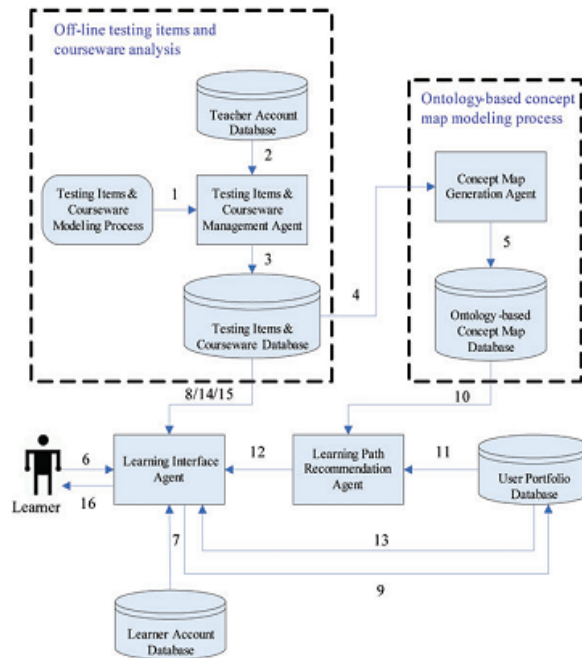 Off-line testing items and
courseware analysis
Teacher Account
Database
2
Testing Items &
Courseware
Modeling Process
1
Testing Items &
Courseware
Management Agent
3
Testing Items &
Courseware Database
4
Ontology-based concept
map modeling process
Concept Map
Generation Agent
5
Ontology -based
Concept Map
Database
8/14/15
10
Learner
6
16
Learning Interface
Agent
12
Learning Path
Recommendation
Agent
11
User Portfolio
Database
7
13
9
Learner Account
Database